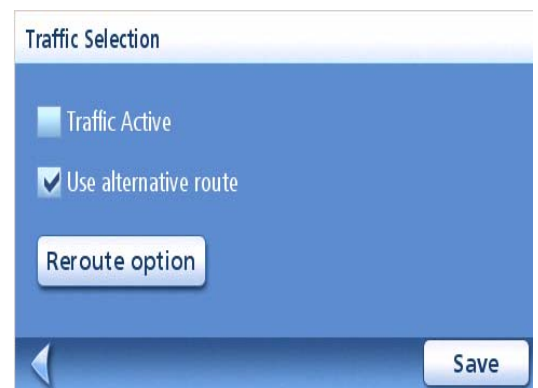 Traffic Selection
Traffic Active
Use alternative route
Reroute option
Save